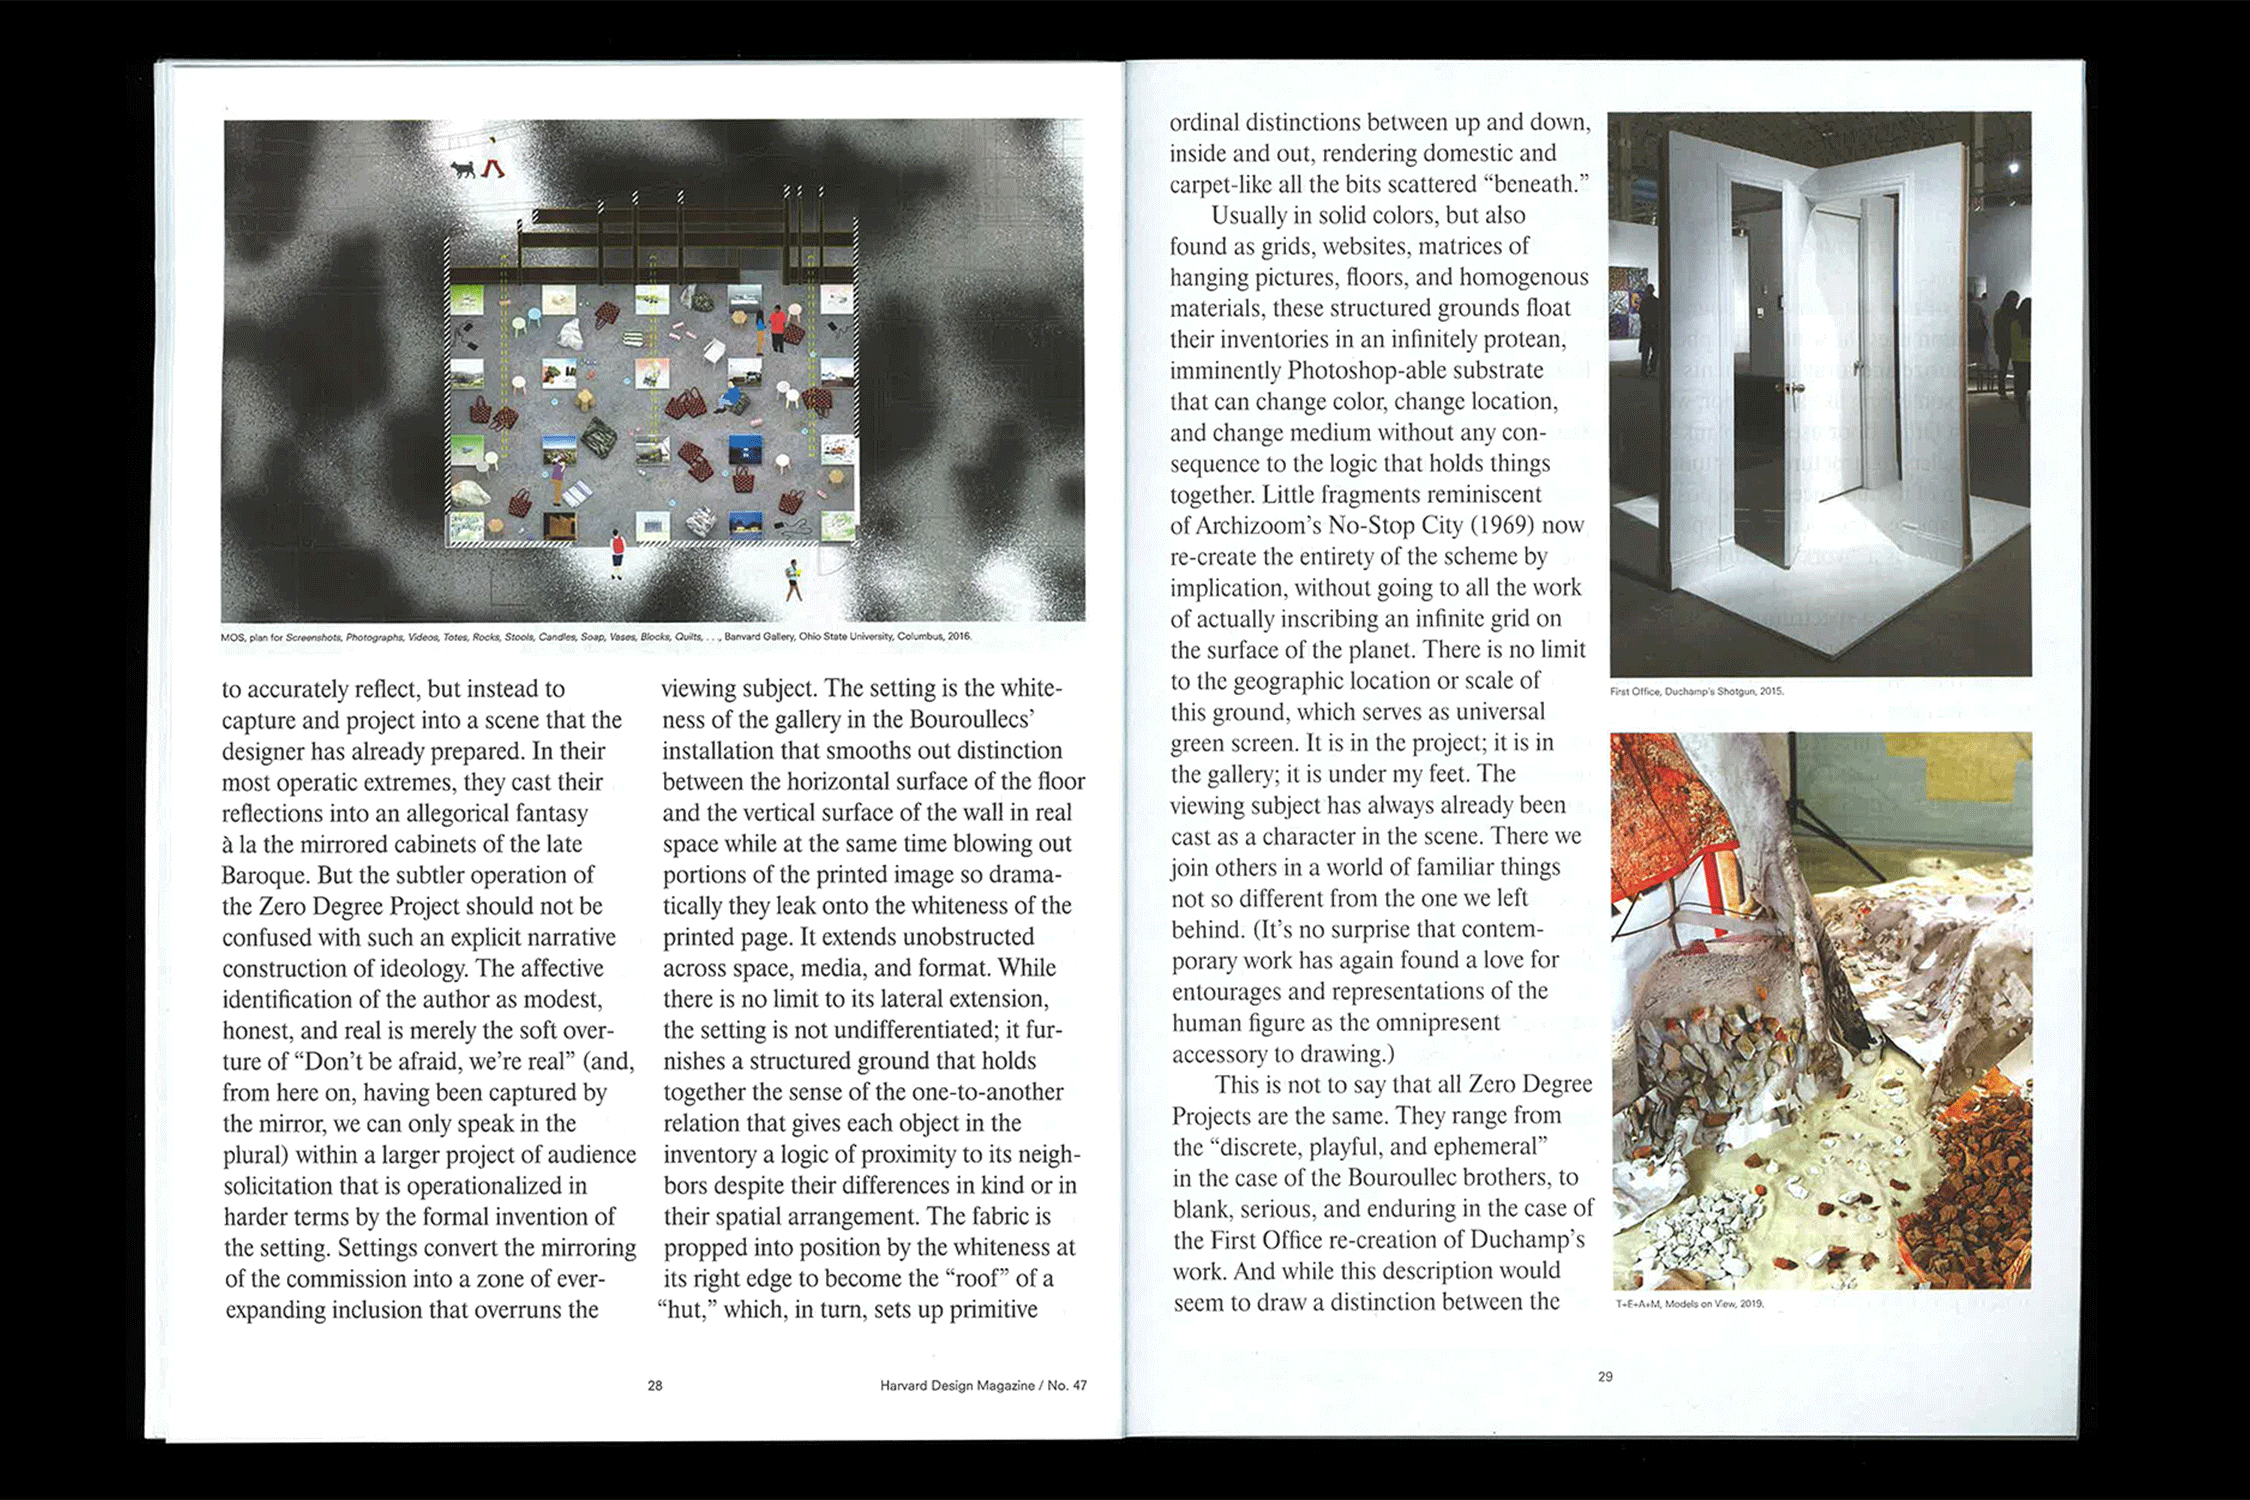 MOS, plan for Screenshots, Photographs, Videos, Totes, Rocks, Stools, Candles, Soap, Vases, Blocks, Quilts, . . ., Banvard Gallery, Ohio State University, Columbus, 2016.
to accurately reflect, but instead to
capture and project into a scene that the
designer has already prepared. In their
most operatic extremes, they cast their
reflections into an allegorical fantasy
à la the mirrored cabinets of the late
Baroque. But the subtler operation of
the Zero Degree Project should not be
confused with such an explicit narrative
construction of ideology. The affective
identification of the author as modest,
honest, and real is merely the soft over-
ture of “Don’t be afraid, we’re real” (and,
from here on, having been captured by
the mirror, we can only speak in the
plural) within a larger project of audience
solicitation that is operationalized in
harder terms by the formal invention of
the setting. Settings convert the mirroring
of the commission into a zone of ever-
expanding inclusion that overruns the
viewing subject. The setting is the white-
ness of the gallery in the Bouroullecs’
installation that smooths out distinction
between the horizontal surface of the floor
and the vertical surface of the wall in real
space while at the same time blowing out
portions of the printed image so drama-
tically they leak onto the whiteness of the
printed page. It extends unobstructed
across space, media, and format. While
there is no limit to its lateral extension,
the setting is not undifferentiated; it fur-
nishes a structured ground that holds
together the sense of the one-to-another
relation that gives each object in the
inventory a logic of proximity to its neigh-
bors despite their differences in kind or in
their spatial arrangement. The fabric is
propped into position by the whiteness at
its right edge to become the “roof” of a
“hut,” which, in turn, sets up primitive
28
Harvard Design Magazine / No. 47
ordinal distinctions between up and down,
inside and out, rendering domestic and
carpet-like all the bits scattered “beneath.”
Usually in solid colors, but also
found as grids, websites, matrices of
hanging pictures, floors, and homogenous
materials, these structured grounds float
their inventories in an infinitely protean,
imminently Photoshop-able substrate
that can change color, change location,
and change medium without any con-
sequence to the logic that holds things
together. Little fragments reminiscent
of Archizoom’s No-Stop City (1969) now
re-create the entirety of the scheme by
implication, without going to all the work
of actually inscribing an infinite grid on
the surface of the planet. There is no limit
to the geographic location or scale of
this ground, which serves as universal
green screen. It is in the project; it is in
the gallery; it is under my feet. The
viewing subject has always already been
cast as a character in the scene. There we
join others in a world of familiar things
not so different from the one we left
behind. (It’s no surprise that contem-
porary work has again found a love for
entourages and representations of the
human figure as the omnipresent
accessory to drawing.)
This is not to say that all Zero Degree
Projects are the same. They range from
the “discrete, playful, and ephemeral”
in the case of the Bouroullec brothers, to
blank, serious, and enduring in the case of
the First Office re-creation of Duchamp’s
work. And while this description would
seem to draw a distinction between the
First Office, Duchamp’s Shotgun, 2015.
T+E+A+M, Models on View, 2019.
29